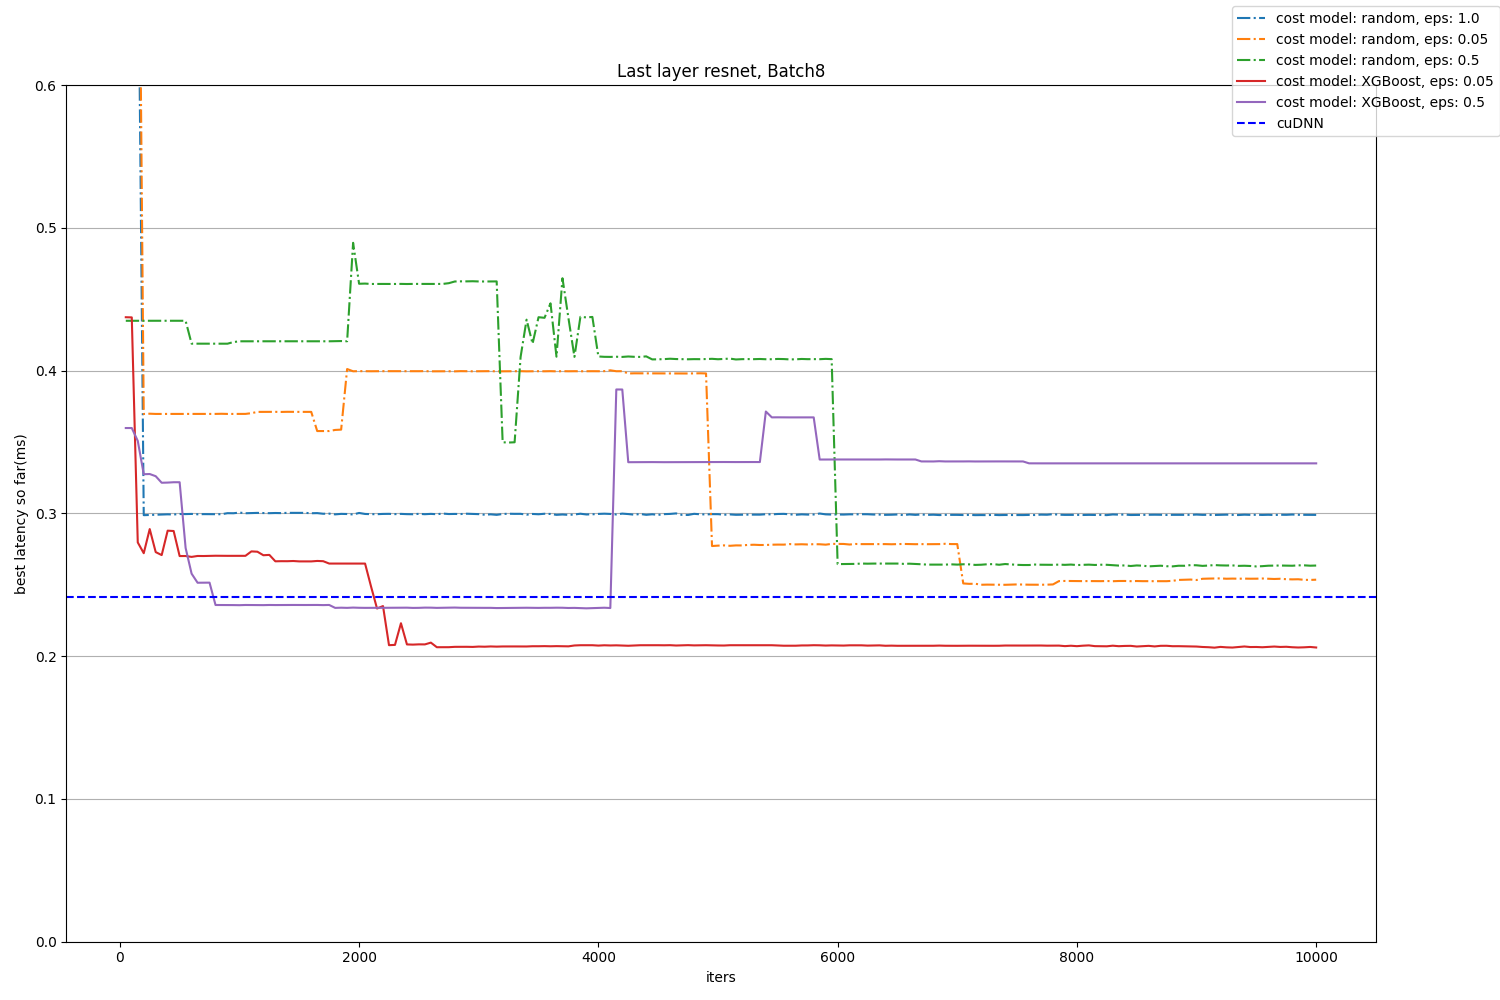 cost model: random, eps: 1.0
cost model: random, eps: 0.05
cost model: random, eps: 0.5
cost model: XGBoost, eps: 0.05
cost model: XGBoost, eps: 0.5
cuDNN
Last layer resnet, Batch8
best latency so far(ms)
0.6
0.5
0.4
0.3
0.2
0.1
0.0
0 2000 4000 6000 8000 10000
iters